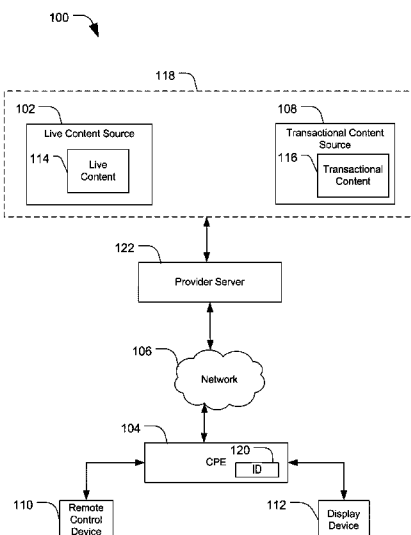 100
118
102
108
Live Content Source
Transactional Content
Source
114
116
Live
Content
Transactional
Content
122
Provider Server
106
Network
104
120
CPE
ID
110
112
Remote
Control
Device
Display
Device